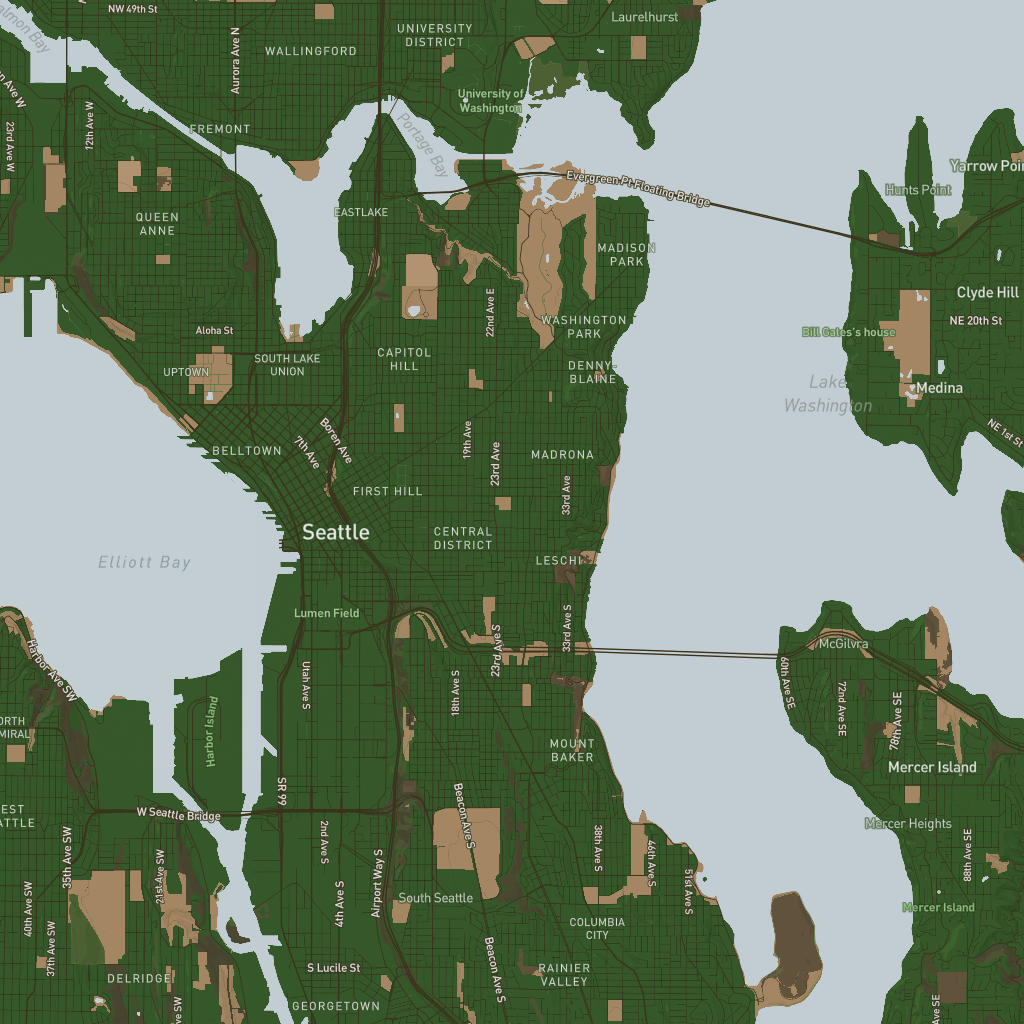 NW 49th St
Laurelhurst
Salmon Bay
UNIVERSITY
DISTRICT
WALLINGFORD
Aurora Ave N
University of
Washington
12th Ave W
23rd Ave W
FREMONT
Portage Bay
Evergreen Pt Floating Bridge
Yarrow Poin
Hunts Point
QUEEN
ANNE
EASTLAKE
MADISON
PARK
Clyde Hill
22nd Ave E
WASHINGTON
PARK
NE 20th St
Bill Gates's house
Aloha St
SOUTH LAKE
UNION
CAPITOL
HILL
UPTOWN
DENNY-
BLAINE
Lake
Washington
Medina
NE 1st St
Boren Ave
7th Ave
BELLTOWN
19th Ave
23rd Ave
MADRONA
33rd Ave
FIRST HILL
Seattle
CENTRAL
DISTRICT
Elliott Bay
LESCHI
Lumen Field
23rd Ave S
33rd Ave S
McGilvra
Harbor Ave SW
Utah Ave S
18th Ave S
60th Ave SE
72nd Ave SE
78th Ave SE
ORTH
MIRAL
Harbor Island
MOUNT
BAKER
Mercer Island
SR 99
EST
ATTLE
W Seattle Bridge
Beacon Ave S
Mercer Heights
2nd Ave S
38th Ave S
46th Ave S
88th Ave SE
35th Ave SW
21st Ave SW
4th Ave S
Airport Way S
South Seattle
51st Ave S
40th Ave SW
37th Ave SW
COLUMBIA
CITY
Mercer Island
DELRIDGE
S Lucile St
Beacon Ave S
RAINIER
VALLEY
GEORGETOWN